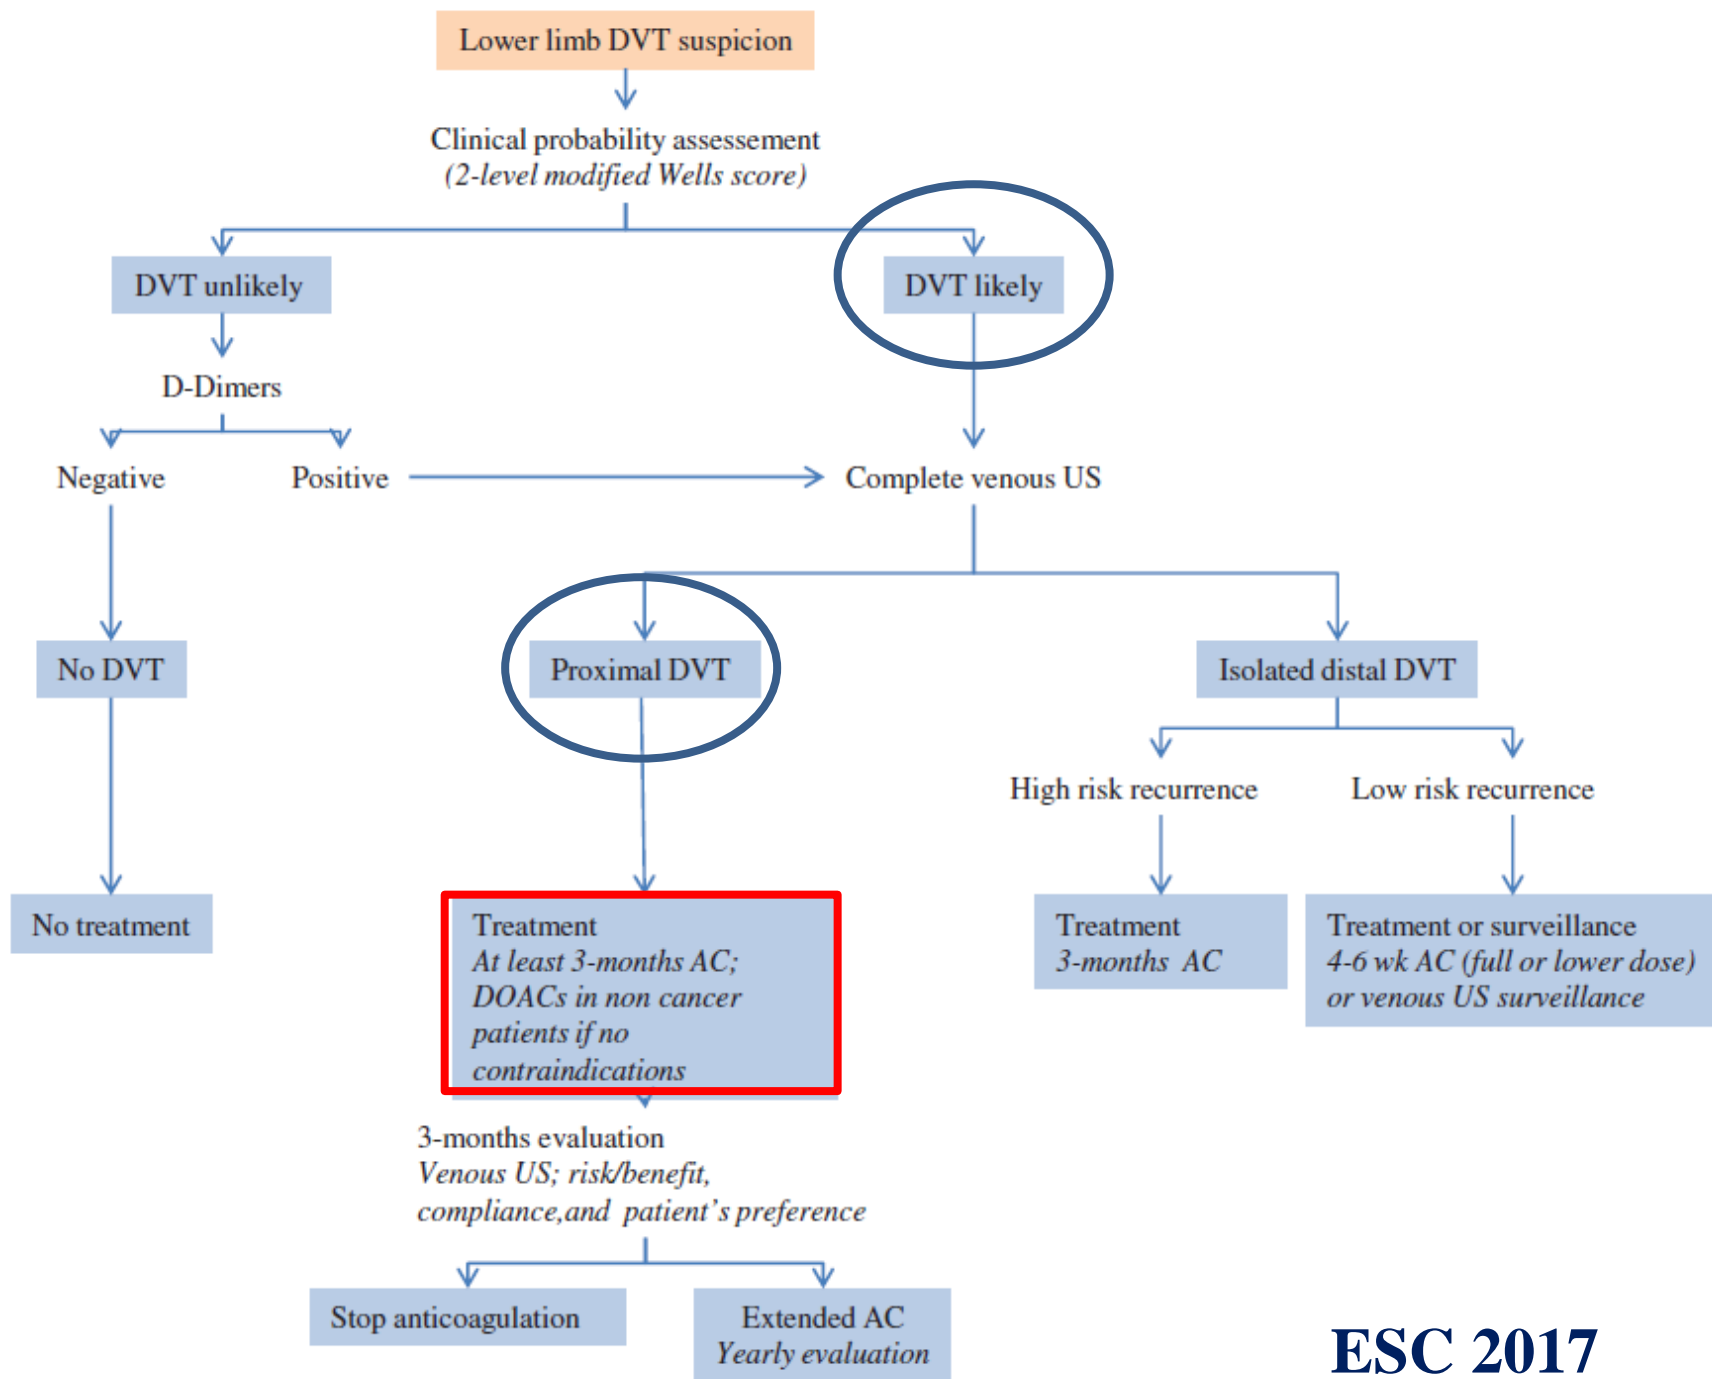 Lower limb DVT suspicion
Clinical probability assessement
(2-level modified Wells score)
DVT unlikely
DVT likely
D-Dimers
Negative
Positive
Complete venous US
No DVT
Proximal DVT
Isolated distal DVT
High risk recurrence
Low risk recurrence
No treatment
Treatment
At least 3-months AC;
DOACs in non cancer
patients if no
contraindications
Treatment
3-months AC
Treatment or surveillance
4-6 wk AC (full or lower dose)
or venous US surveillance
3-months evaluation
Venous US; risk/benefit,
compliance,and patient's preference
Stop anticoagulation
Extended AC
Yearly evaluation
ESC 2017